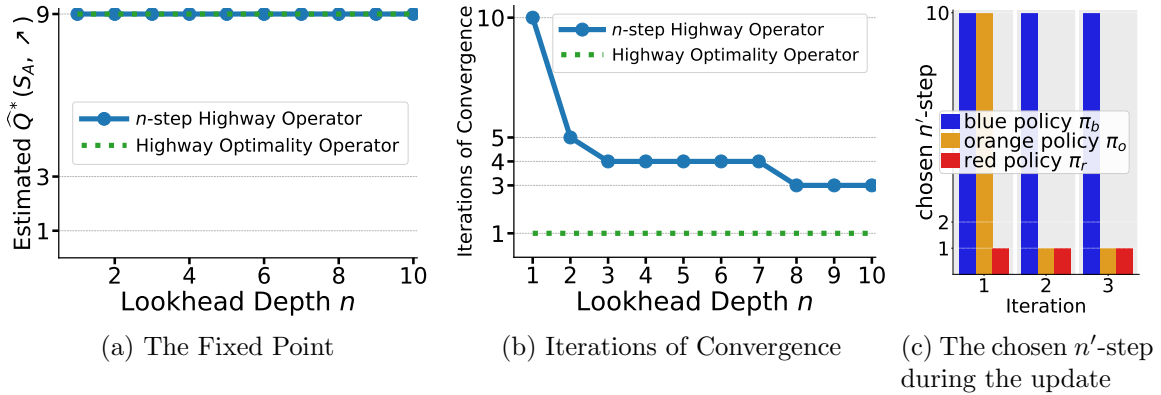 Estimated Q̂*(S_A, ↗)
9
3
1
n-step Highway Operator
Highway Optimality Operator
2 4 6 8 10
Lookhead Depth n
(a) The Fixed Point
Iterations of Convergence
10
5
4
3
1
n-step Highway Operator
Highway Optimality Operator
1 2 3 4 5 6 7 8 9 10
Lookhead Depth n
(b) Iterations of Convergence
chosen n′-step
10
2
1
blue policy π_b
orange policy π_o
red policy π_r
1 2 3
Iteration
(c) The chosen n′-step
during the update